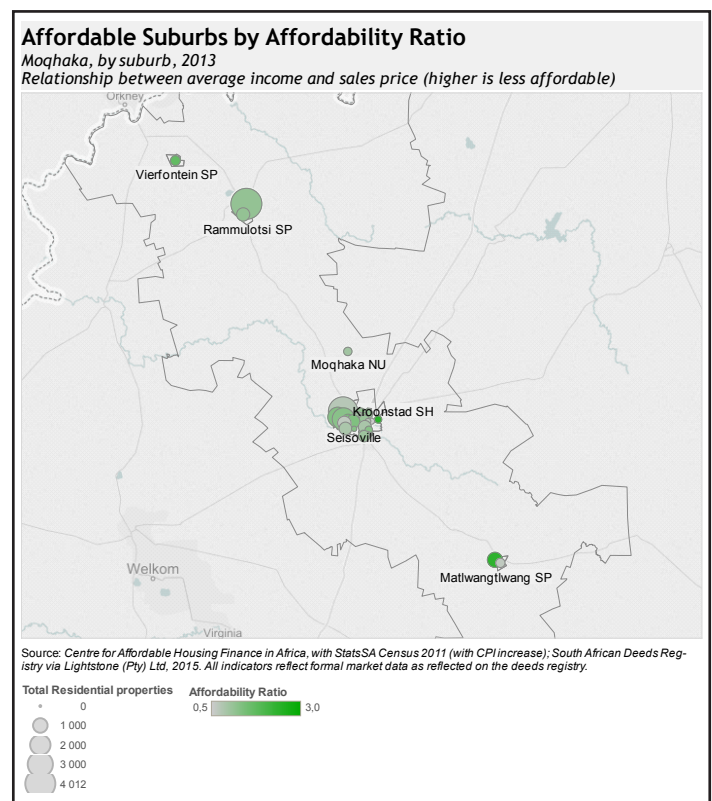 Affordable Suburbs by Affordability Ratio
Moqhaka, by suburb, 2013
Relationship between average income and sales price (higher is less affordable)
Orkney
Vierfontein SP
Rammulotsi SP
Moqhaka NU
Kroonstad SH
Seisoville
Welkom
Matlwangtlwang SP
Virginia
Source: Centre for Affordable Housing Finance in Africa, with StatsSA Census 2011 (with CPI increase); South African Deeds Reg-
istry via Lightstone (Pty) Ltd, 2015. All indicators reflect formal market data as reflected on the deeds registry.
Total Residential properties
0
1 000
2 000
3 000
4 012
Affordability Ratio
0,5 3,0